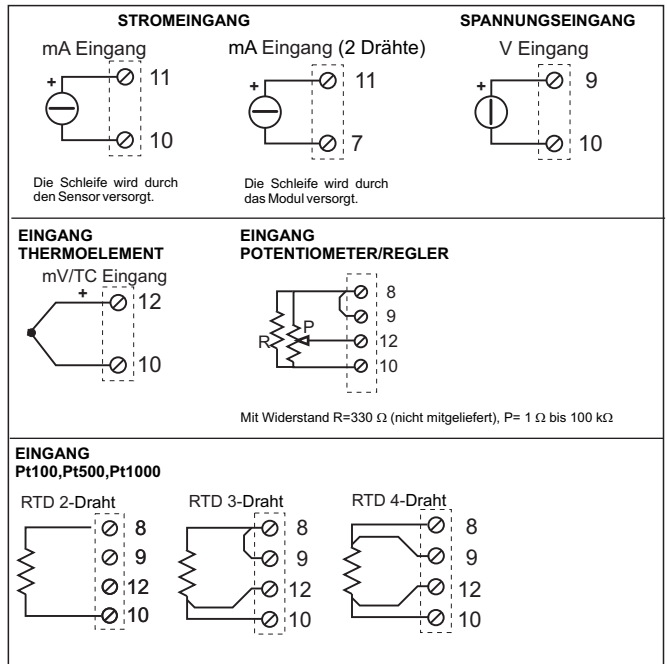 STROMEINGANG
SPANNUNGSEINGANG
mA Eingang
mA Eingang (2 Drähte)
V Eingang
+
11
10
+
11
7
+
9
10
Die Schleife wird durch
den Sensor versorgt.
Die Schleife wird durch
das Modul versorgt.
EINGANG
THERMOELEMENT
mV/TC Eingang
+
12
10
EINGANG
POTENTIOMETER/REGLER
8
9
R
P
12
10
Mit Widerstand R=330 Ω (nicht mitgeliefert), P= 1 Ω bis 100 kΩ
EINGANG
Pt100,Pt500,Pt1000
RTD 2-Draht
8
9
12
10
RTD 3-Draht
8
9
12
10
RTD 4-Draht
8
9
12
10